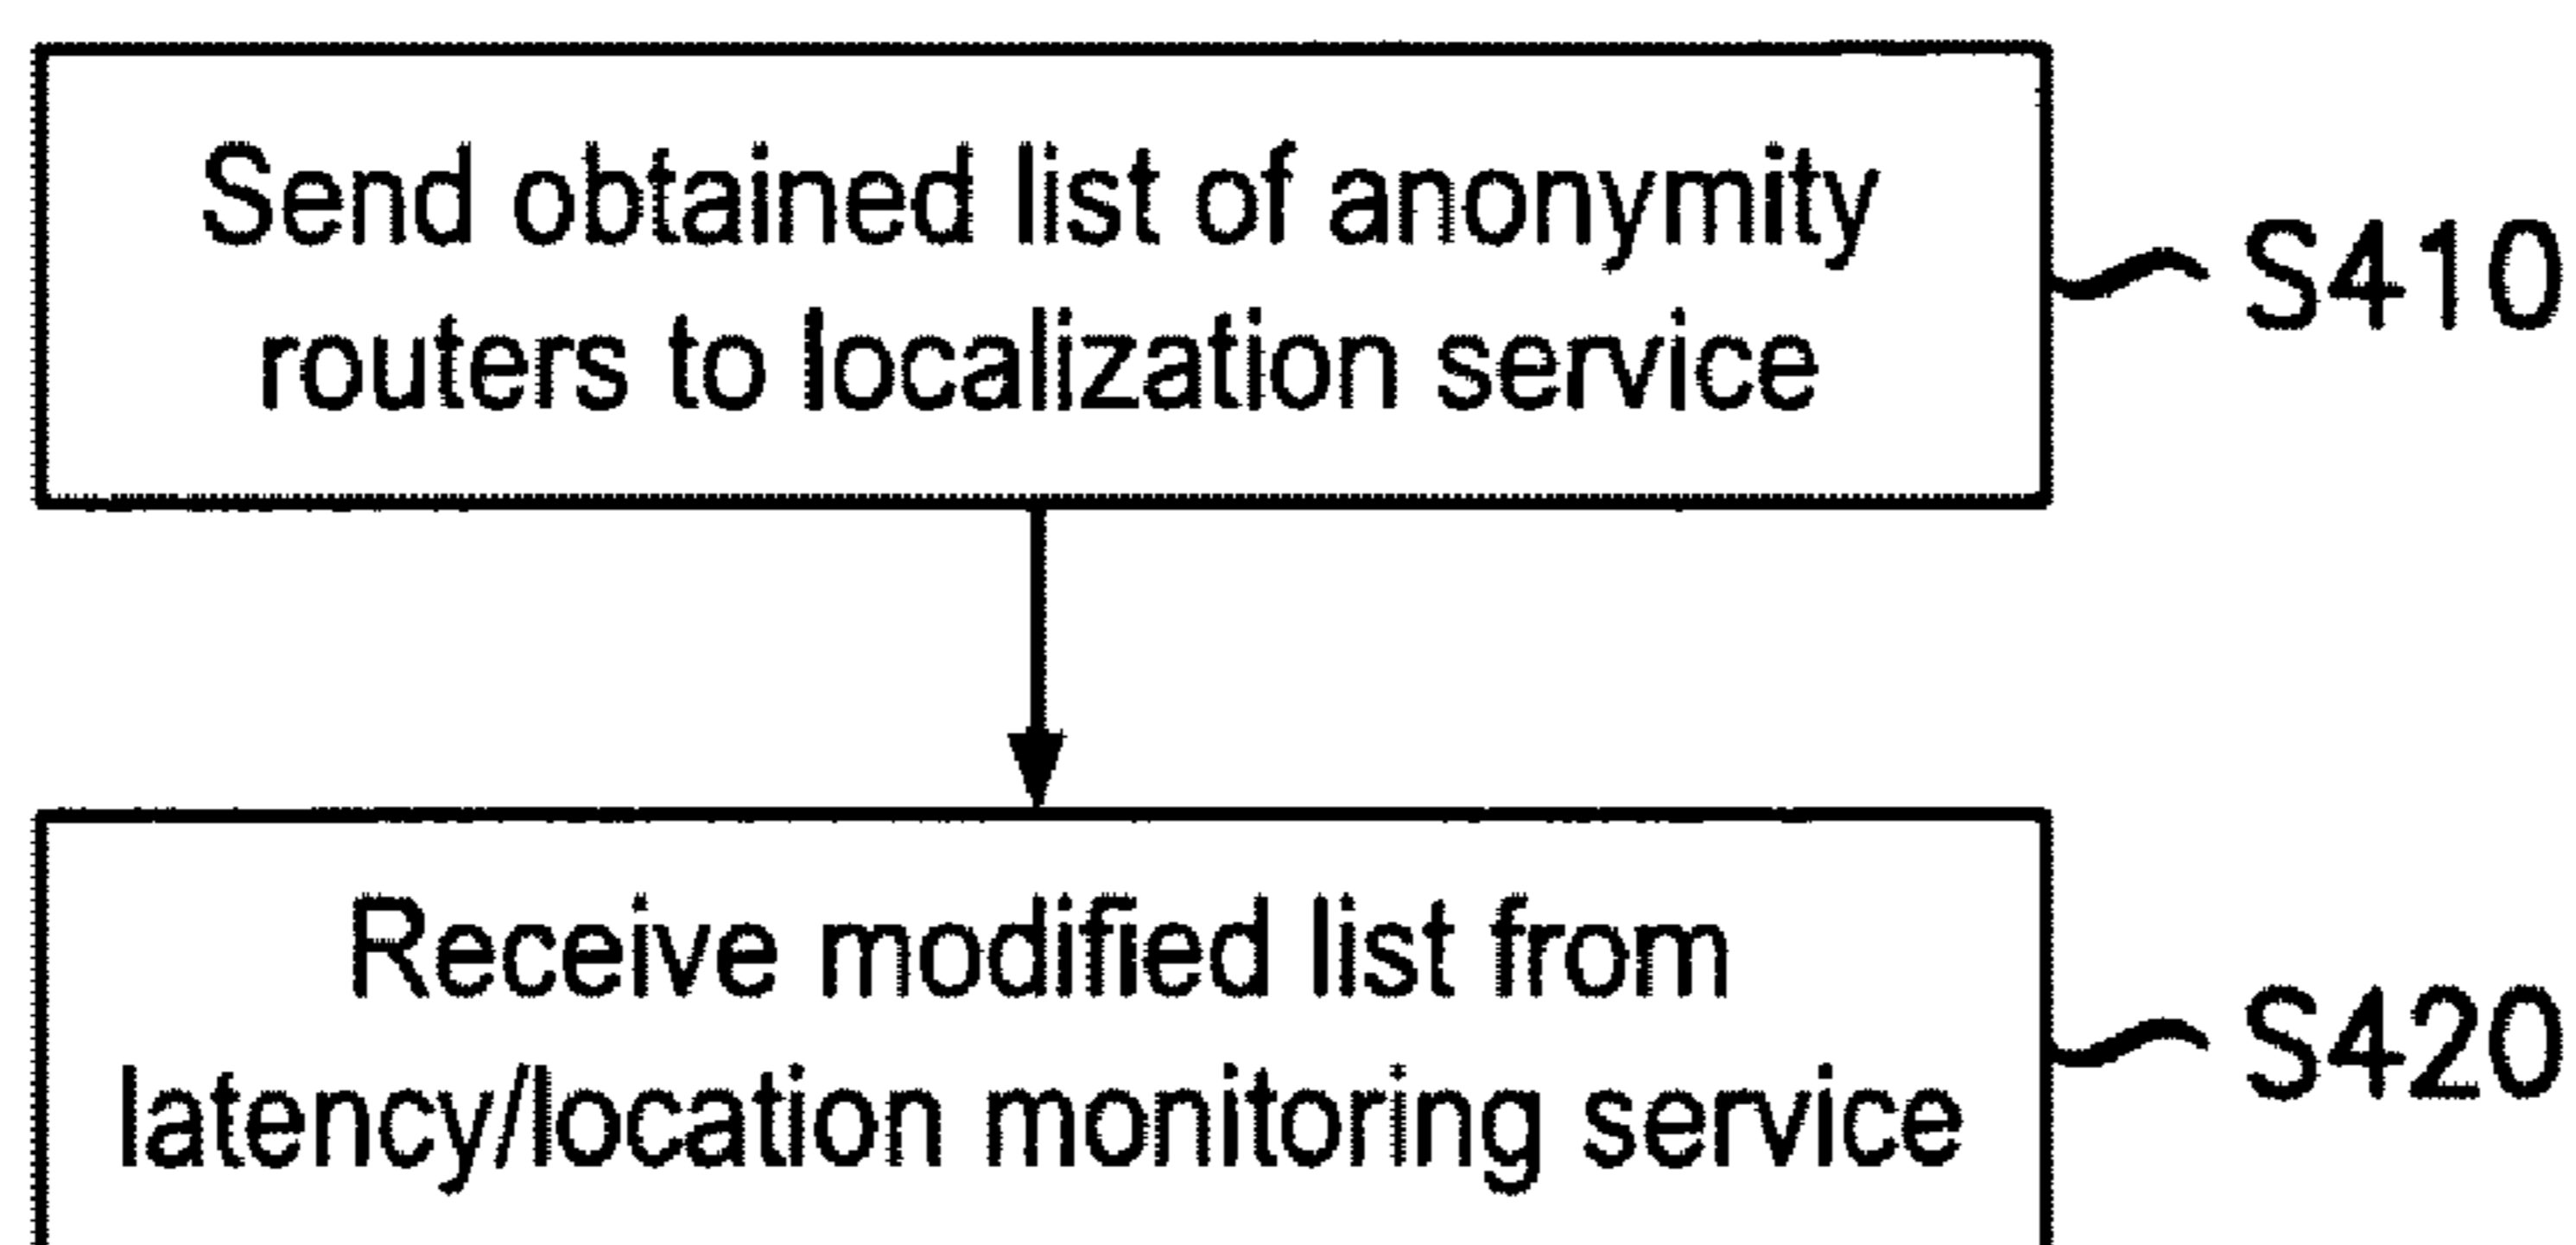 Send obtained list of anonymity
routers to localization service
S410
Receive modified list from
latency/location monitoring service
S420